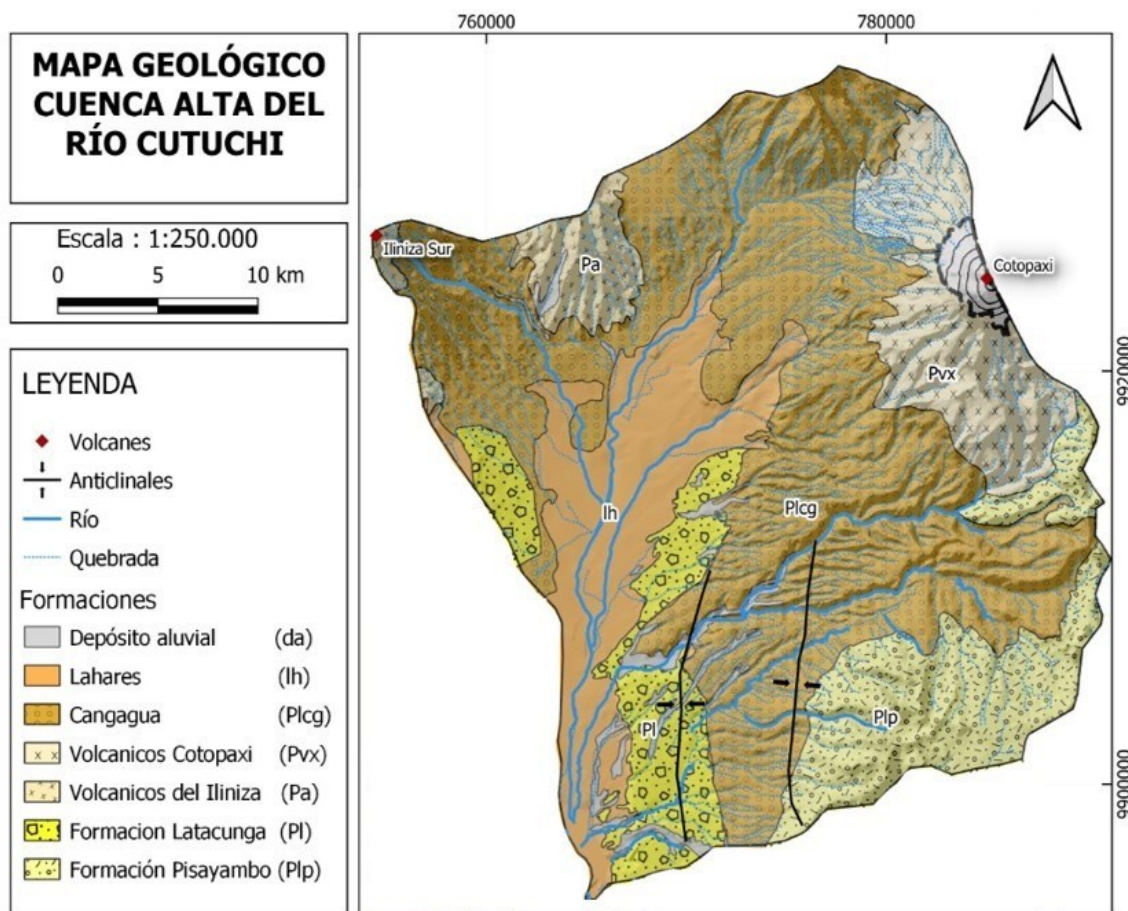 MAPA GEOLÓGICO
CUENCA ALTA DEL
RÍO CUTUCHI
Escala : 1:250.000
0 5 10 km
LEYENDA
Volcanes
Anticlinales
Río
Quebrada
Formaciones
Depósito aluvial (da)
Lahares (lh)
Cangagua (Plcg)
Volcanicos Cotopaxi (Pvx)
Volcanicos del Iliniza (Pa)
Formacion Latacunga (Pl)
Formación Pisayambo (Plp)
760000 780000
Iliniza Sur
Pa
Cotopaxi
9920000
Pvx
lh
Plcg
Pl
Plp
9900000